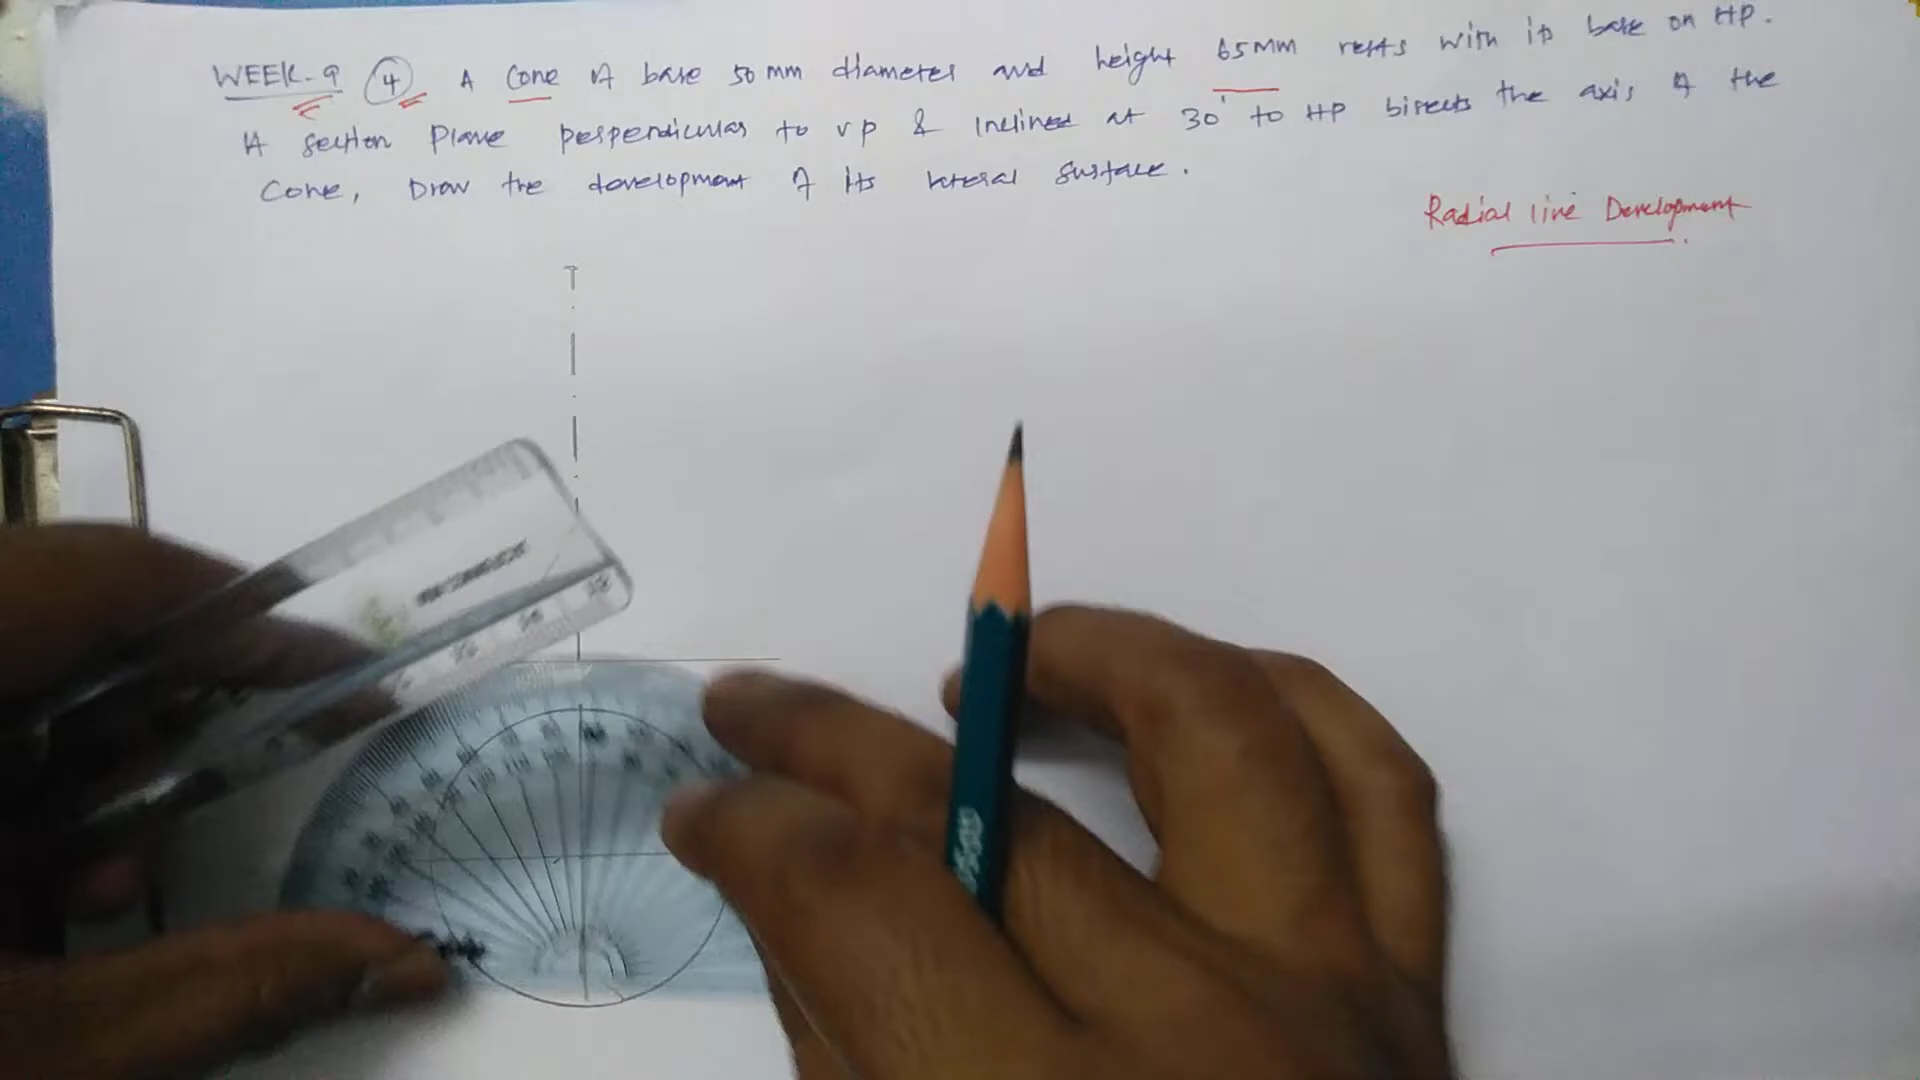 WEEK-9 4 A Cone of base 50 mm diameter and height 65MM rests with its base on HP.
A section Plane perpendicular to VP & Inclined at 30° to HP bisects the axis of the
Cone, Draw the development of its lateral surface.
Radial line Development